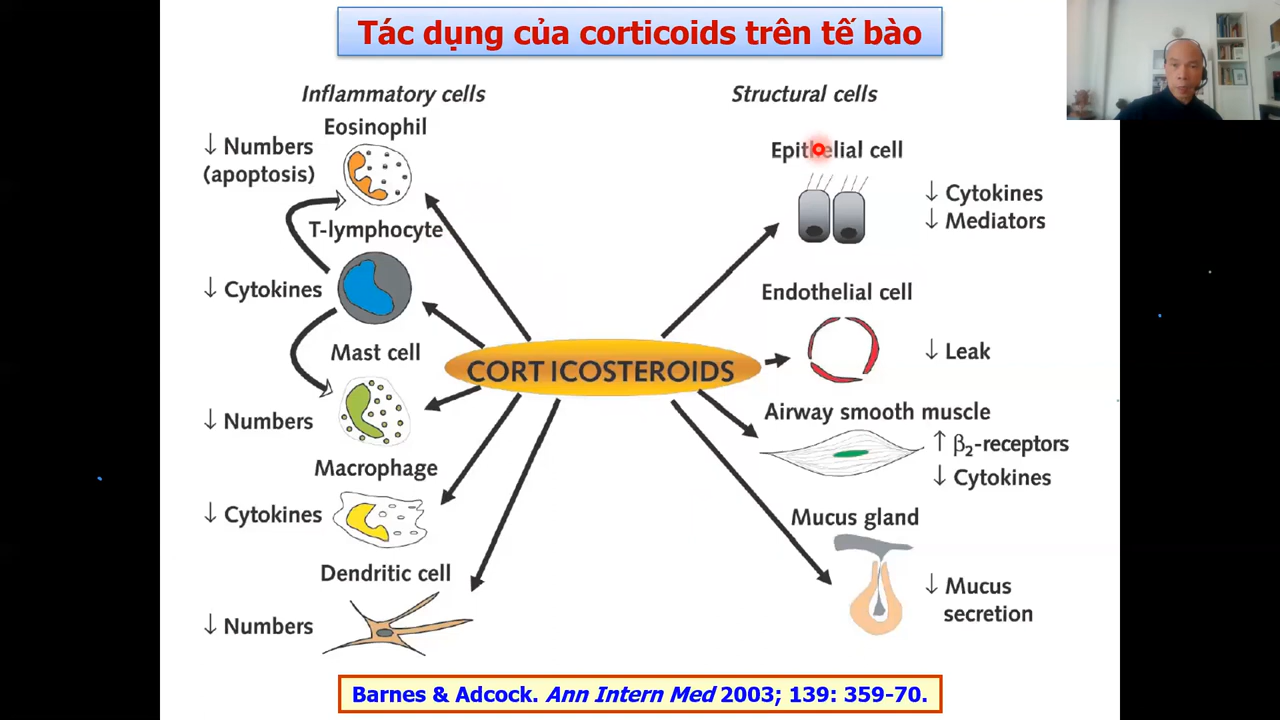 Tác dụng của corticoids trên tế bào
Inflammatory cells
Eosinophil
↓ Numbers
(apoptosis)
T-lymphocyte
↓ Cytokines
Mast cell
↓ Numbers
Macrophage
↓ Cytokines
Dendritic cell
↓ Numbers
CORTICOSTEROIDS
Structural cells
Epithelial cell
↓ Cytokines
↓ Mediators
Endothelial cell
↓ Leak
Airway smooth muscle
↑ β₂-receptors
↓ Cytokines
Mucus gland
↓ Mucus
secretion
Barnes & Adcock. Ann Intern Med 2003; 139: 359-70.